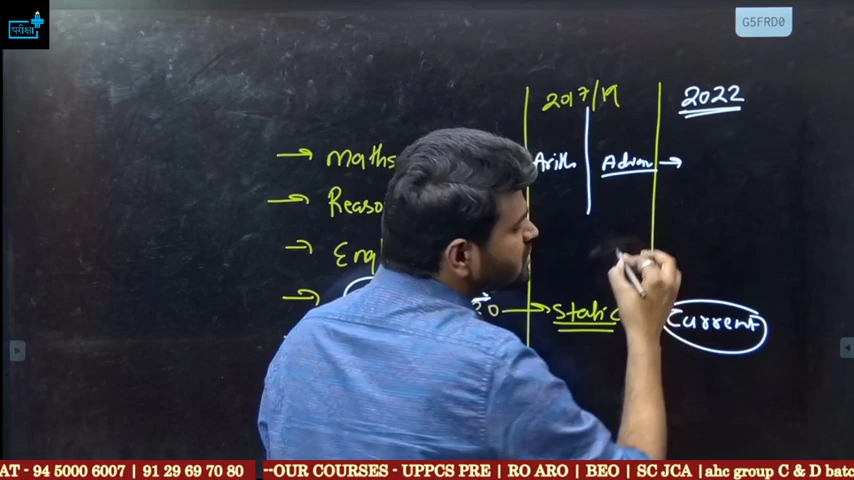 परीक्षा
G5FRD0
2017/19
2022
→ Maths
Arith
Advan →
→ Reaso
→ Eng
→
20 → Static
Current
AT - 94 5000 6007 | 91 29 69 70 80 --OUR COURSES - UPPCS PRE | RO ARO | BEO | SC JCA |ahc group C & D batc